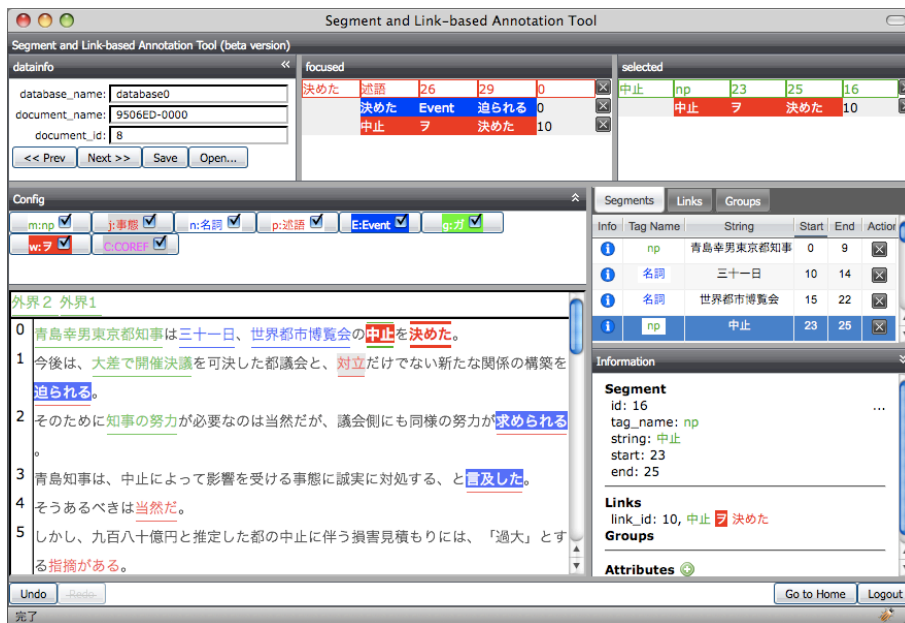 Segment and Link-based Annotation Tool
Segment and Link-based Annotation Tool (beta version)
datainfo «
database_name: database0
document_name: 9506ED-0000
document_id: 8
<< Prev Next >> Save Open...
focused
決めた 述語 26 29 0
決めた Event 迫られる 0
中止 ヲ 決めた 10
selected
中止 np 23 25 16
中止 ヲ 決めた 10
Config
m:np j:事態 n:名詞 p:述語 E:Event g:ガ
w:ヲ C:COREF
外界2 外界1
0 青島幸男東京都知事は三十一日、世界都市博覧会の中止を決めた。
1 今後は、大差で開催決議を可決した都議会と、対立だけでない新たな関係の構築を
迫られる。
2 そのために知事の努力が必要なのは当然だが、議会側にも同様の努力が求められる
。
3 青島知事は、中止によって影響を受ける事態に誠実に対処する、と言及した。
4 そうあるべきは当然だ。
5 しかし、九百八十億円と推定した都の中止に伴う損害見積もりには、「過大」とす
る指摘がある。
Segments Links Groups
Info Tag Name String Start End Action
np 青島幸男東京都知事 0 9
名詞 三十一日 10 14
名詞 世界都市博覧会 15 22
np 中止 23 25
Information
Segment
id: 16 ...
tag_name: np
string: 中止
start: 23
end: 25
Links
link_id: 10, 中止 ヲ 決めた
Groups
Attributes
Undo Redo Go to Home Logout
完了